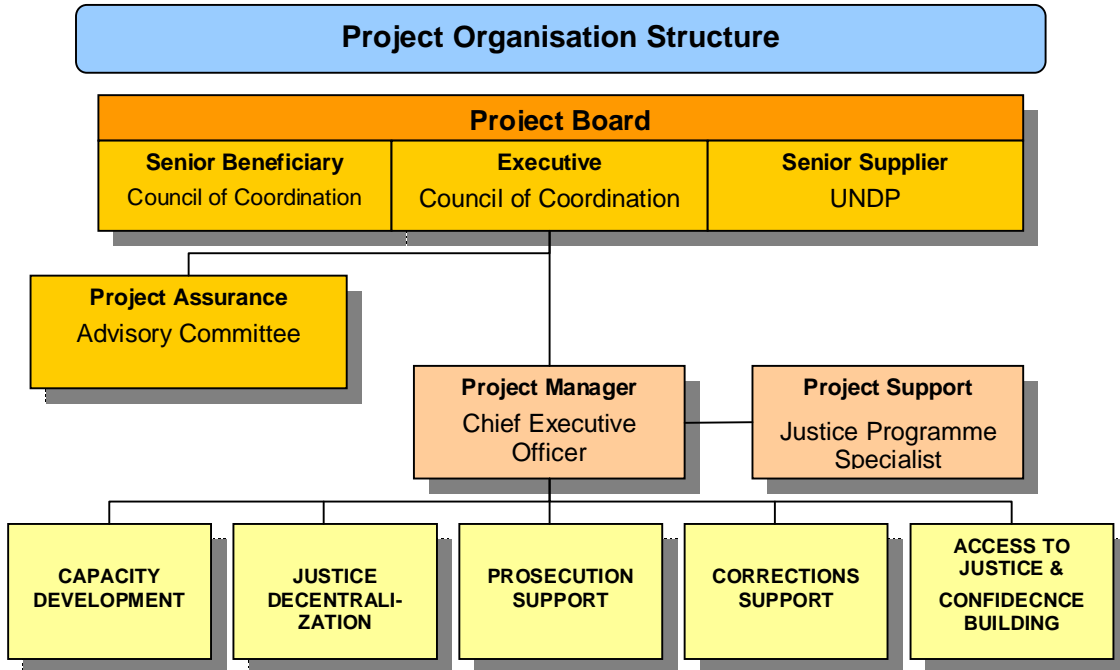 Project Organisation Structure
Project Board
Senior Beneficiary
Council of Coordination
Executive
Council of Coordination
Senior Supplier
UNDP
Project Assurance
Advisory Committee
Project Manager
Chief Executive
Officer
Project Support
Justice Programme
Specialist
CAPACITY
DEVELOPMENT
JUSTICE
DECENTRALI-
ZATION
PROSECUTION
SUPPORT
CORRECTIONS
SUPPORT
ACCESS TO
JUSTICE &
CONFIDECNCE
BUILDING